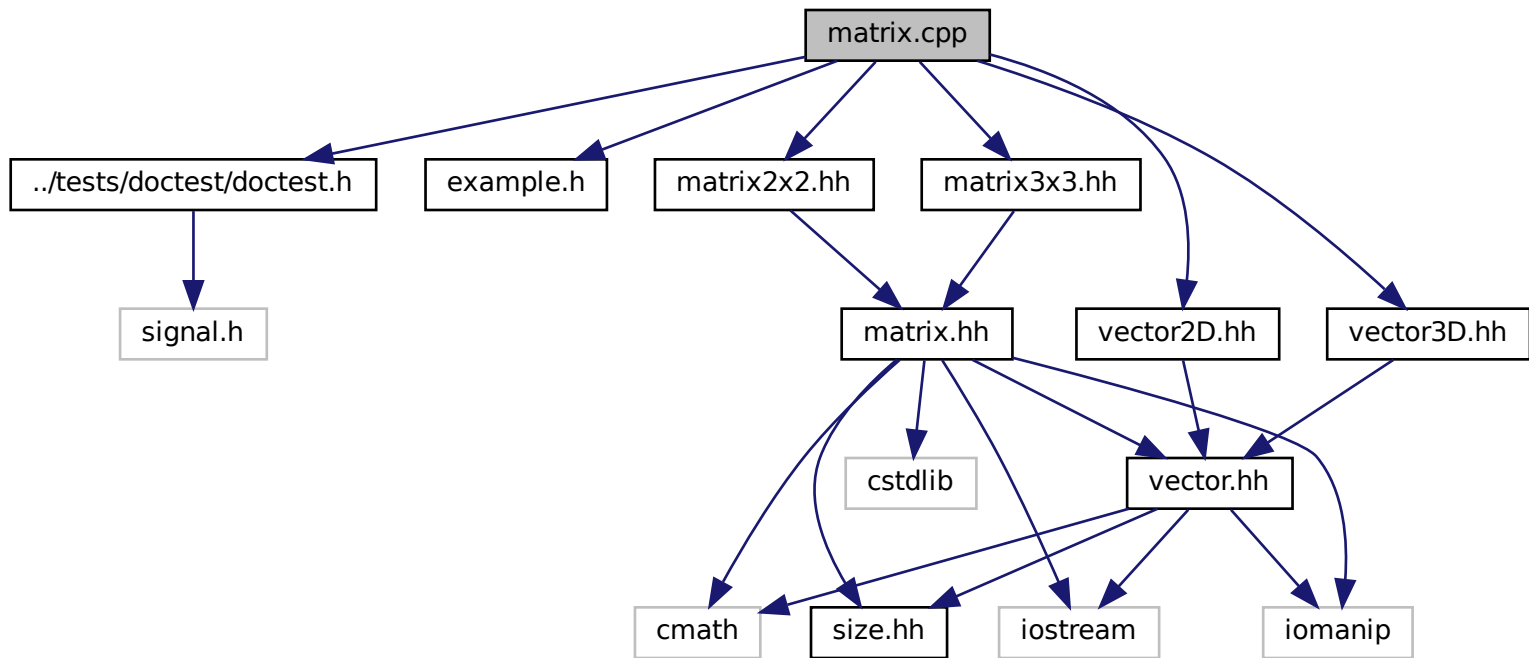 matrix.cpp
../tests/doctest/doctest.h
example.h
matrix2x2.hh
matrix3x3.hh
signal.h
matrix.hh
vector2D.hh
vector3D.hh
cstdlib
vector.hh
cmath
size.hh
iostream
iomanip